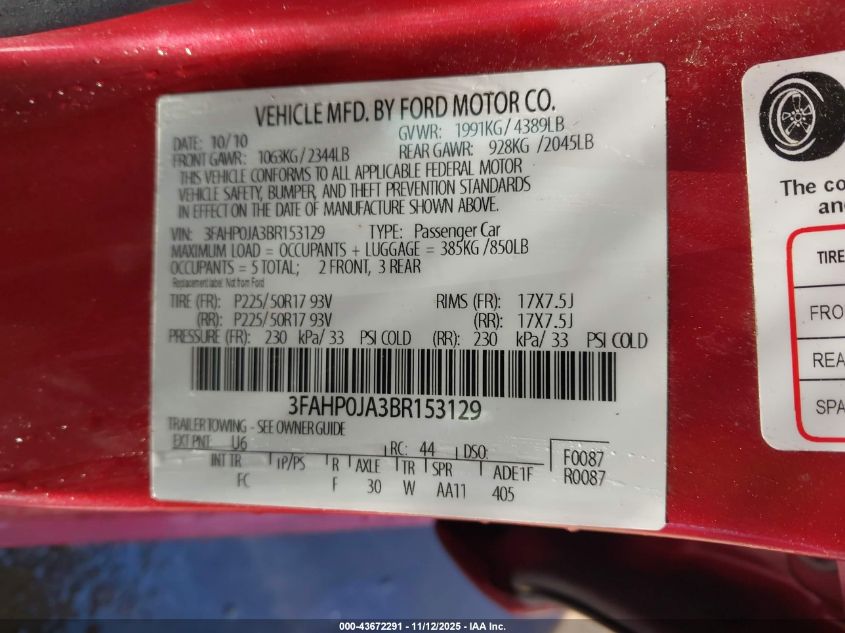 VEHICLE MFD. BY FORD MOTOR CO.
DATE: 10/10 GVWR: 1991KG/4389LB
FRONT GAWR: 1063KG/2344LB REAR GAWR: 928KG/2045LB
THIS VEHICLE CONFORMS TO ALL APPLICABLE FEDERAL MOTOR
VEHICLE SAFETY, BUMPER, AND THEFT PREVENTION STANDARDS
IN EFFECT ON THE DATE OF MANUFACTURE SHOWN ABOVE.
VIN: 3FAHP0JA3BR153129 TYPE: Passenger Car
MAXIMUM LOAD = OCCUPANTS + LUGGAGE = 385KG/850LB
OCCUPANTS = 5 TOTAL; 2 FRONT, 3 REAR
Replacement label: Not from Ford
TIRE (FR): P225/50R17 93V RIMS (FR): 17X7.5J
(RR): P225/50R17 93V (RR): 17X7.5J
PRESSURE (FR): 230 kPa/ 33 PSI COLD (RR): 230 kPa/ 33 PSI COLD
3FAHP0JA3BR153129
TRAILER TOWING - SEE OWNER GUIDE
EXT PNT U6 RC: 44 DSO:
F0087
R0087
INT TR TP/PS R AXLE TR SPR ADE1F
FC F 30 W AA11 405
The co
an
TIRE
FRO
REA
SPA
000-43672291 - 11/12/2025 - IAA Inc.